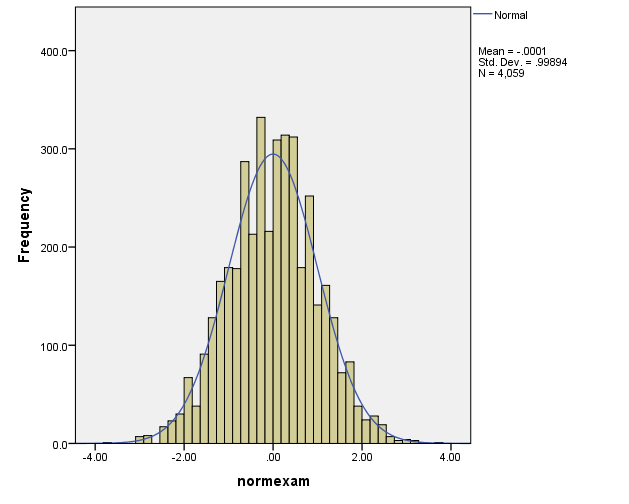 Normal
Mean = -.0001
Std. Dev. = .99894
N = 4,059
400.0
300.0
200.0
100.0
0.0
Frequency
-4.00
-2.00
.00
2.00
4.00
normexam